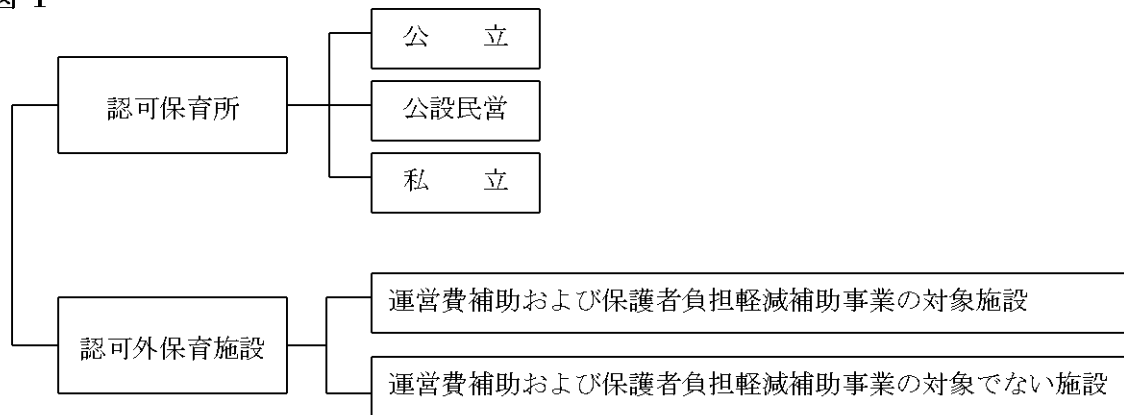 図 1
認可保育所
公　　立
公設民営
私　　立
認可外保育施設
運営費補助および保護者負担軽減補助事業の対象施設
運営費補助および保護者負担軽減補助事業の対象でない施設